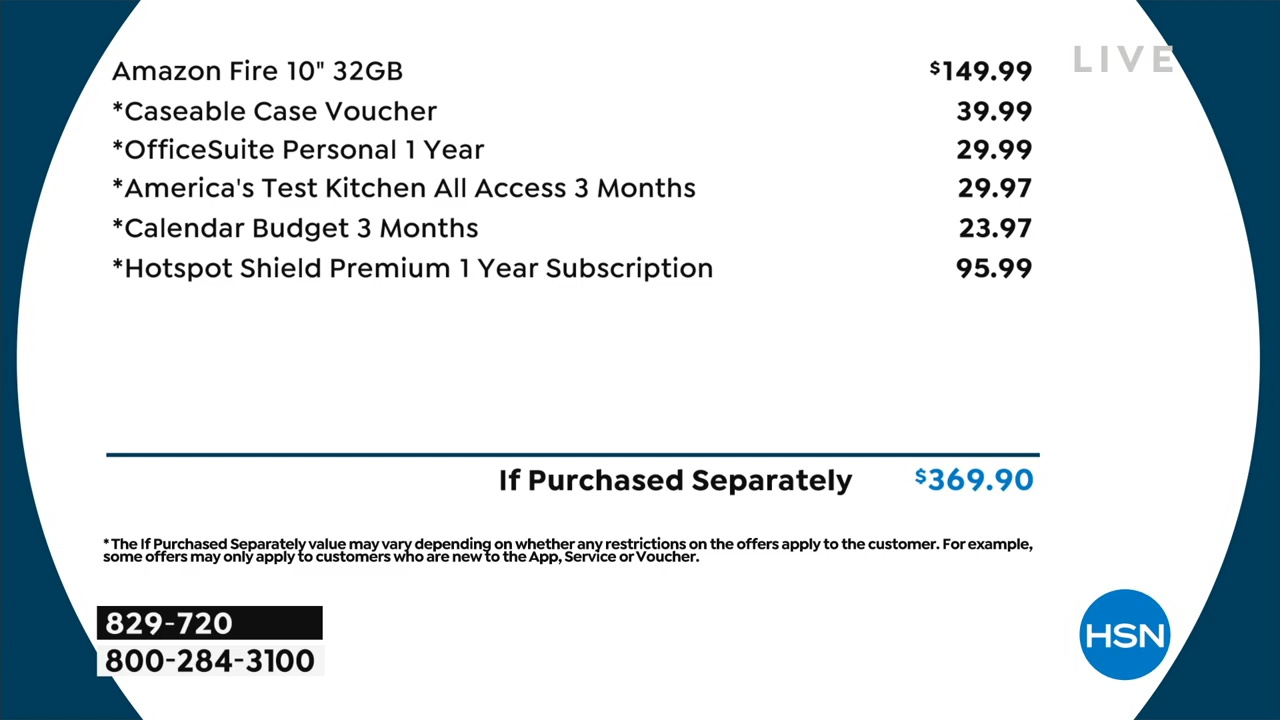 LIVE
Amazon Fire 10" 32GB $149.99
*Caseable Case Voucher 39.99
*OfficeSuite Personal 1 Year 29.99
*America's Test Kitchen All Access 3 Months 29.97
*Calendar Budget 3 Months 23.97
*Hotspot Shield Premium 1 Year Subscription 95.99
If Purchased Separately $369.90
*The If Purchased Separately value may vary depending on whether any restrictions on the offers apply to the customer. For example,
some offers may only apply to customers who are new to the App, Service or Voucher.
829-720
800-284-3100
HSN